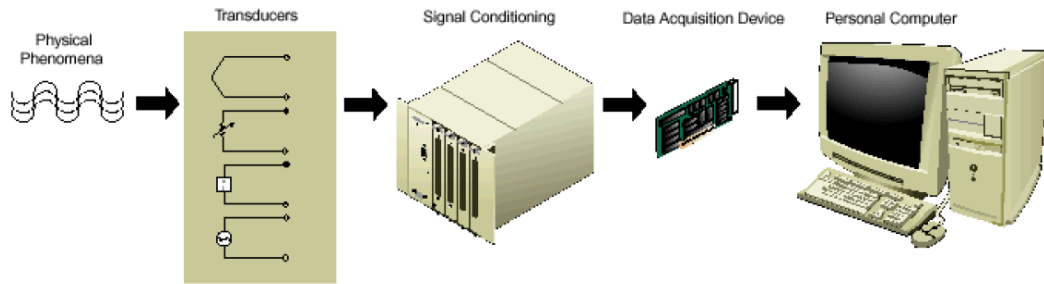 Physical
Phenomena
Transducers
Signal Conditioning
Data Acquisition Device
Personal Computer